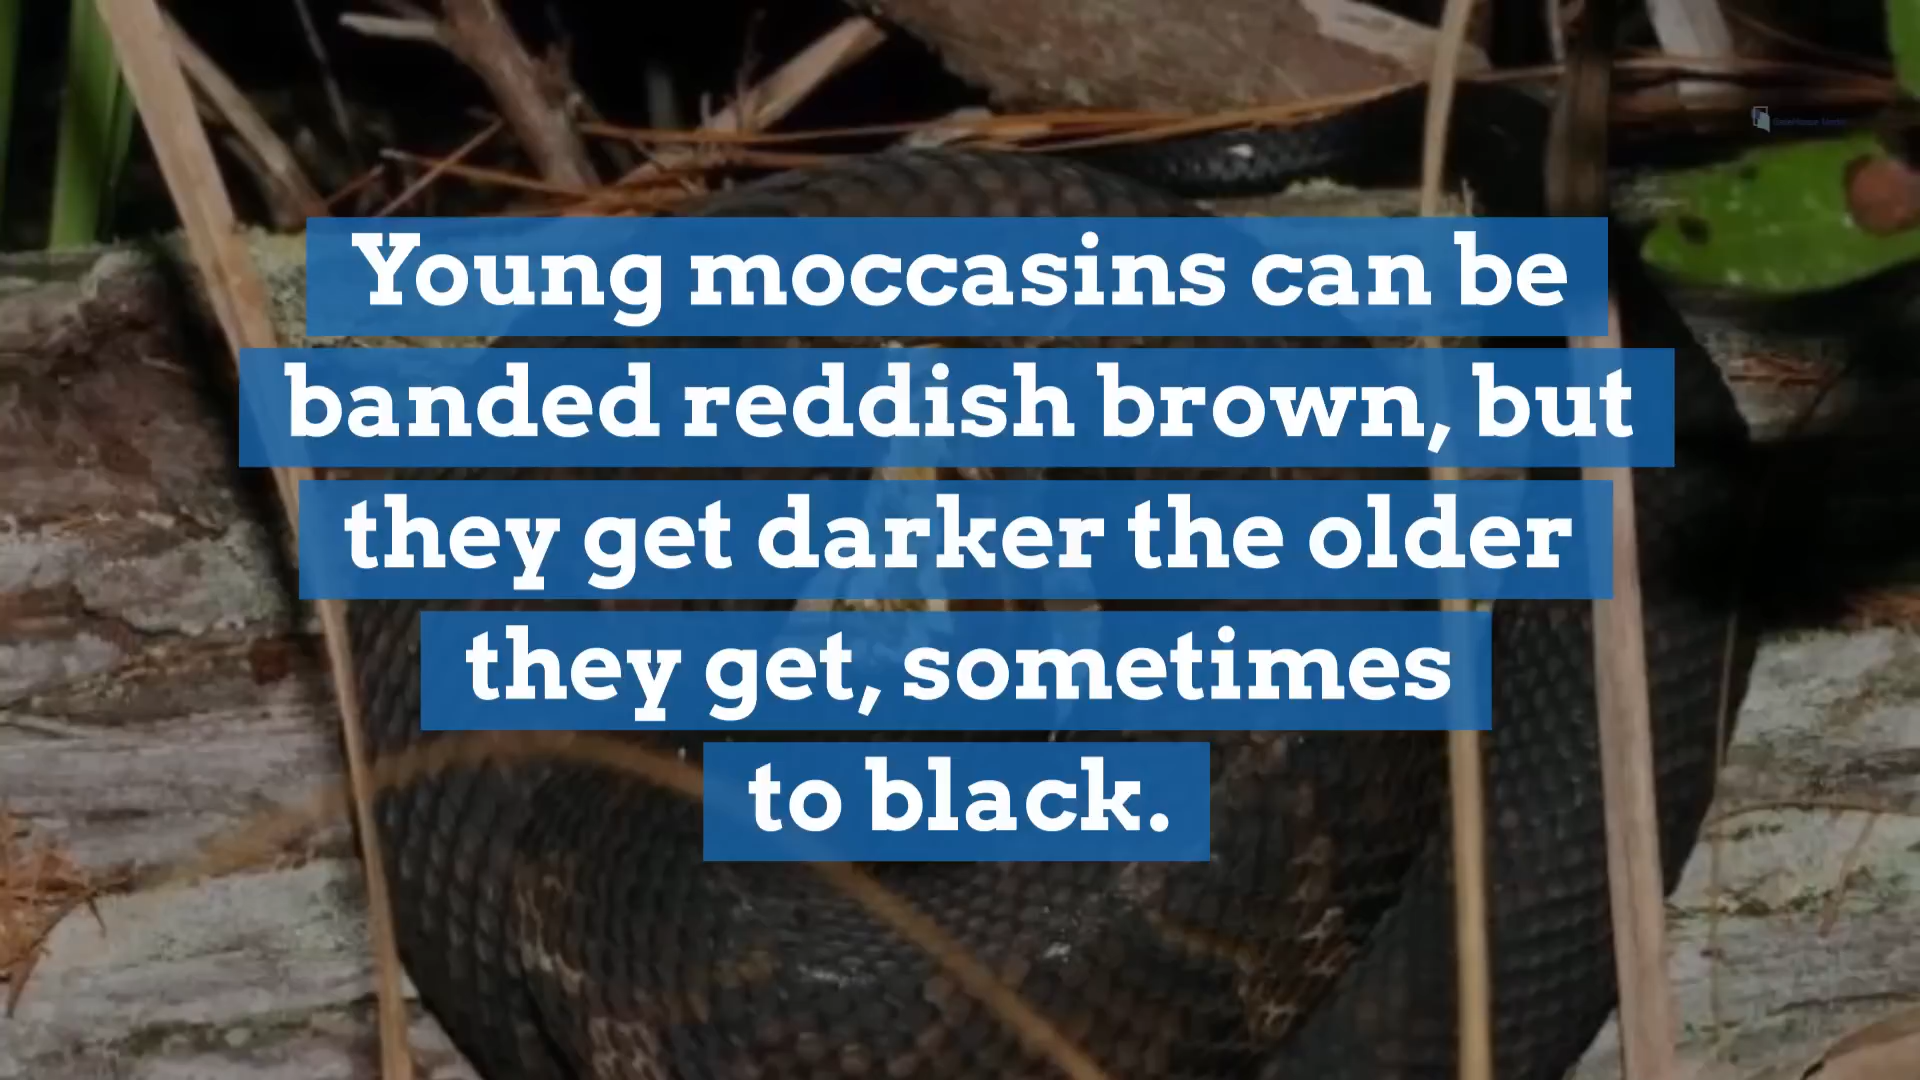 Young moccasins can be
banded reddish brown, but
they get darker the older
they get, sometimes
to black.